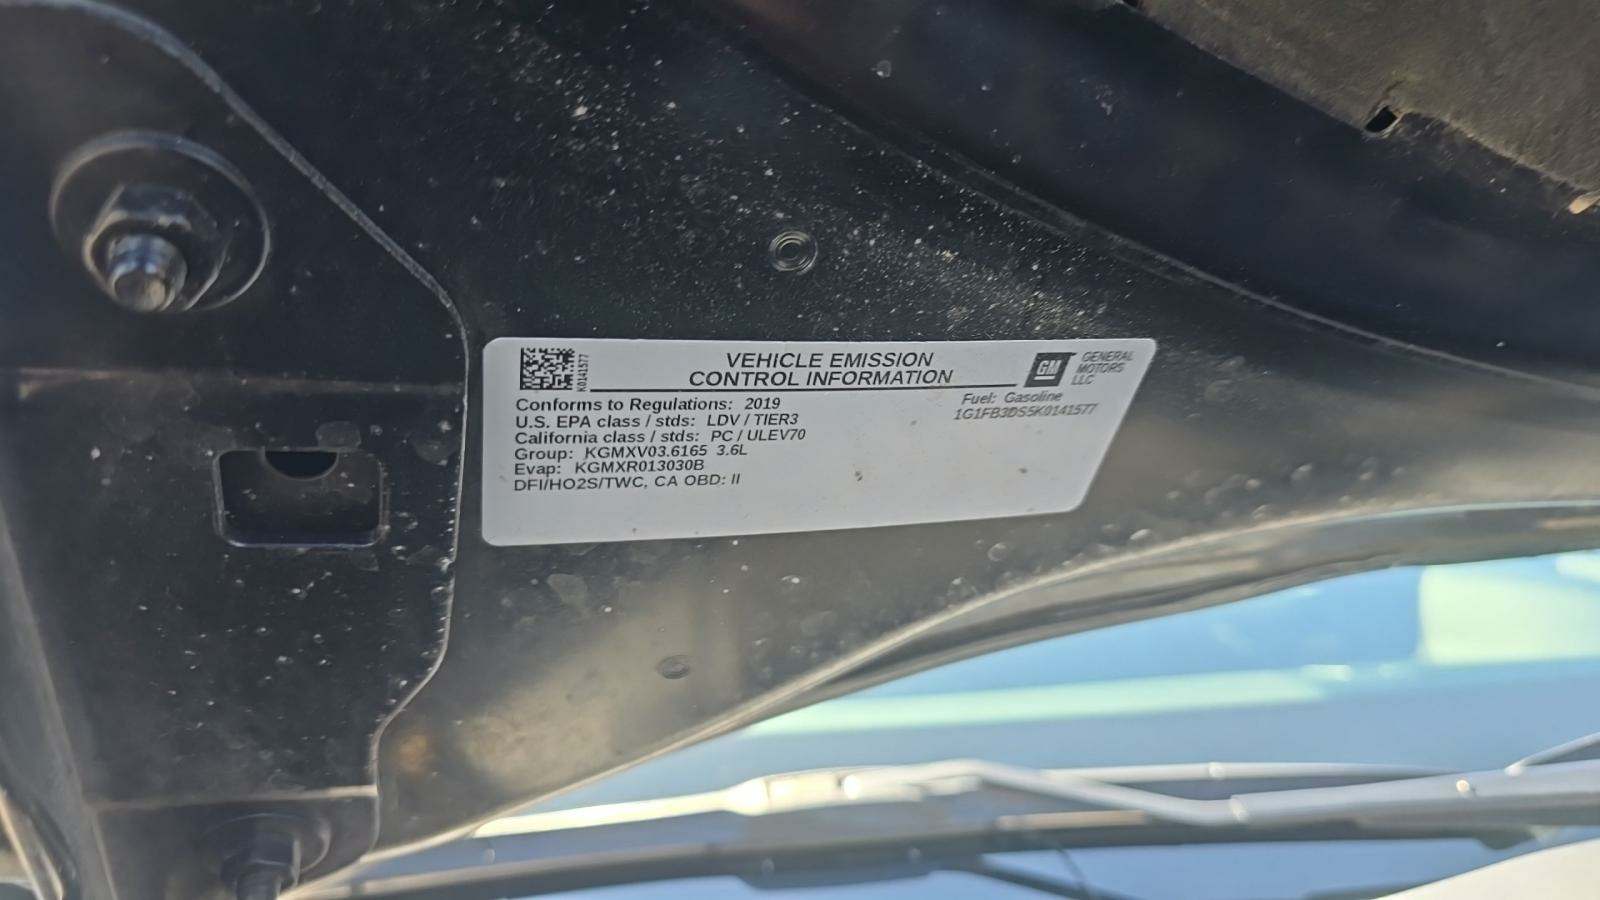 K0141577
VEHICLE EMISSION
CONTROL INFORMATION
GM
GENERAL
MOTORS
LLC
Fuel: Gasoline
1G1FB3DS5K0141577
Conforms to Regulations: 2019
U.S. EPA class / stds: LDV / TIER3
California class / stds: PC / ULEV70
Group: KGMXV03.6165 3.6L
Evap: KGMXR013030B
DFI/HO2S/TWC, CA OBD: II